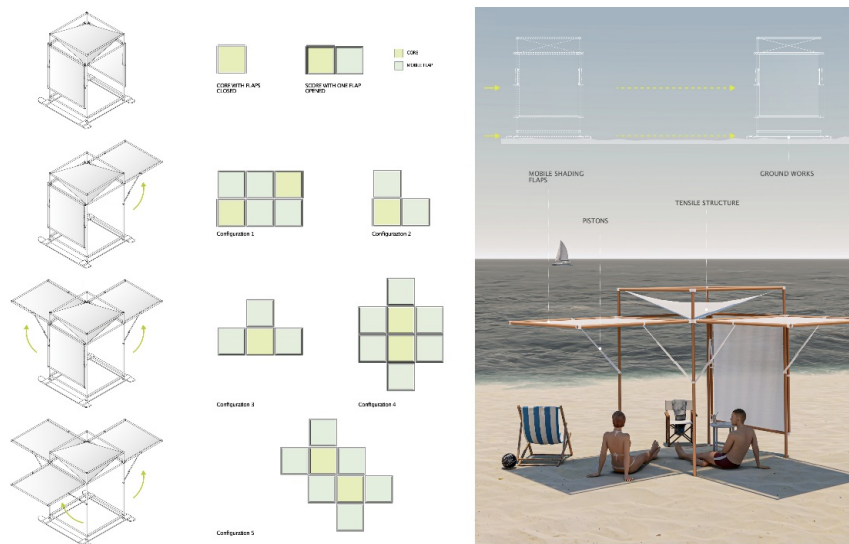 CORE WITH FLAPS
CLOSED
SCORE WITH ONE FLAP
OPENED
CORE
MOBILE FLAP
Configuration 1
Configuration 2
Configuration 3
Configuration 4
Configuration 5
MOBILE SHADING
FLAPS
PISTONS
TENSILE STRUCTURE
GROUND WORKS